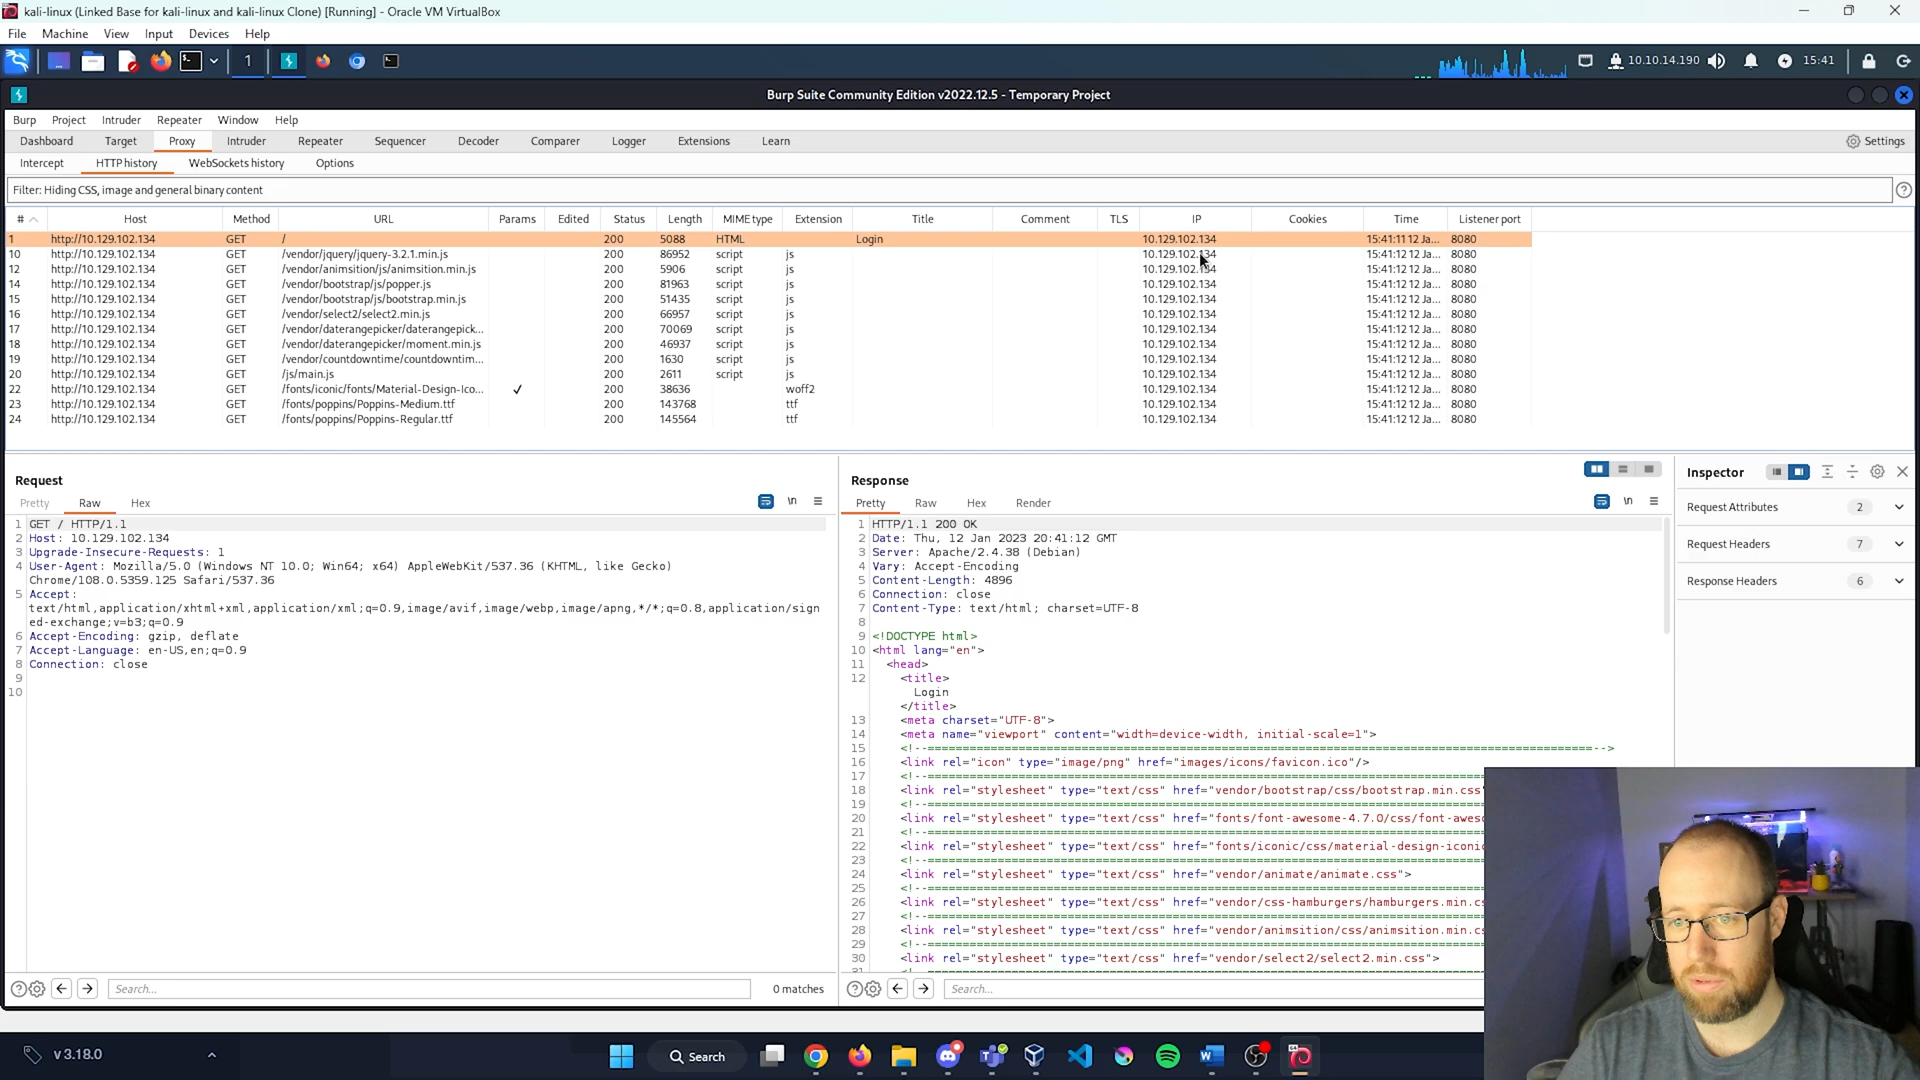 kali-linux (Linked Base for kali-linux and kali-linux Clone) [Running] - Oracle VM VirtualBox
File Machine View Input Devices Help
1 10.10.14.190 15:41
Burp Suite Community Edition v2022.12.5 - Temporary Project
Burp Project Intruder Repeater Window Help
Dashboard Target Proxy Intruder Repeater Sequencer Decoder Comparer Logger Extensions Learn Settings
Intercept HTTP history WebSockets history Options
Filter: Hiding CSS, image and general binary content
# Host Method URL Params Edited Status Length MIME type Extension Title Comment TLS IP Cookies Time Listener port
1 http://10.129.102.134 GET / 200 5088 HTML Login 10.129.102.134 15:41:11 12 Ja... 8080
10 http://10.129.102.134 GET /vendor/jquery/jquery-3.2.1.min.js 200 86952 script js 10.129.102.134 15:41:12 12 Ja... 8080
12 http://10.129.102.134 GET /vendor/animsition/js/animsition.min.js 200 5906 script js 10.129.102.134 15:41:12 12 Ja... 8080
14 http://10.129.102.134 GET /vendor/bootstrap/js/popper.js 200 81963 script js 10.129.102.134 15:41:12 12 Ja... 8080
15 http://10.129.102.134 GET /vendor/bootstrap/js/bootstrap.min.js 200 51435 script js 10.129.102.134 15:41:12 12 Ja... 8080
16 http://10.129.102.134 GET /vendor/select2/select2.min.js 200 66957 script js 10.129.102.134 15:41:12 12 Ja... 8080
17 http://10.129.102.134 GET /vendor/daterangepicker/daterangepick... 200 70069 script js 10.129.102.134 15:41:12 12 Ja... 8080
18 http://10.129.102.134 GET /vendor/daterangepicker/moment.min.js 200 46937 script js 10.129.102.134 15:41:12 12 Ja... 8080
19 http://10.129.102.134 GET /vendor/countdowntime/countdowntim... 200 1630 script js 10.129.102.134 15:41:12 12 Ja... 8080
20 http://10.129.102.134 GET /js/main.js 200 2611 script js 10.129.102.134 15:41:12 12 Ja... 8080
22 http://10.129.102.134 GET /fonts/iconic/fonts/Material-Design-Ico... ✓ 200 38636 woff2 10.129.102.134 15:41:12 12 Ja... 8080
23 http://10.129.102.134 GET /fonts/poppins/Poppins-Medium.ttf 200 143768 ttf 10.129.102.134 15:41:12 12 Ja... 8080
24 http://10.129.102.134 GET /fonts/poppins/Poppins-Regular.ttf 200 145564 ttf 10.129.102.134 15:41:12 12 Ja... 8080
Request
Pretty Raw Hex \n
1 GET / HTTP/1.1
2 Host: 10.129.102.134
3 Upgrade-Insecure-Requests: 1
4 User-Agent: Mozilla/5.0 (Windows NT 10.0; Win64; x64) AppleWebKit/537.36 (KHTML, like Gecko)
Chrome/108.0.5359.125 Safari/537.36
5 Accept:
text/html,application/xhtml+xml,application/xml;q=0.9,image/avif,image/webp,image/apng,*/*;q=0.8,application/sign
ed-exchange;v=b3;q=0.9
6 Accept-Encoding: gzip, deflate
7 Accept-Language: en-US,en;q=0.9
8 Connection: close
9
10
Search... 0 matches
Response
Pretty Raw Hex Render \n
1 HTTP/1.1 200 OK
2 Date: Thu, 12 Jan 2023 20:41:12 GMT
3 Server: Apache/2.4.38 (Debian)
4 Vary: Accept-Encoding
5 Content-Length: 4896
6 Connection: close
7 Content-Type: text/html; charset=UTF-8
8
9 <!DOCTYPE html>
10 <html lang="en">
11 <head>
12 <title>
Login
</title>
13 <meta charset="UTF-8">
14 <meta name="viewport" content="width=device-width, initial-scale=1">
15 <!--===============================================================================================-->
16 <link rel="icon" type="image/png" href="images/icons/favicon.ico"/>
17 <!--===============================================================================
18 <link rel="stylesheet" type="text/css" href="vendor/bootstrap/css/bootstrap.min.css"
19 <!--===============================================================================
20 <link rel="stylesheet" type="text/css" href="fonts/font-awesome-4.7.0/css/font-aweso
21 <!--===============================================================================
22 <link rel="stylesheet" type="text/css" href="fonts/iconic/css/material-design-iconic
23 <!--===============================================================================
24 <link rel="stylesheet" type="text/css" href="vendor/animate/animate.css">
25 <!--===============================================================================
26 <link rel="stylesheet" type="text/css" href="vendor/css-hamburgers/hamburgers.min.cs
27 <!--===============================================================================
28 <link rel="stylesheet" type="text/css" href="vendor/animsition/css/animsition.min.cs
29 <!--===============================================================================
30 <link rel="stylesheet" type="text/css" href="vendor/select2/select2.min.css">
Search...
Inspector
Request Attributes 2
Request Headers 7
Response Headers 6
v 3.18.0
Search